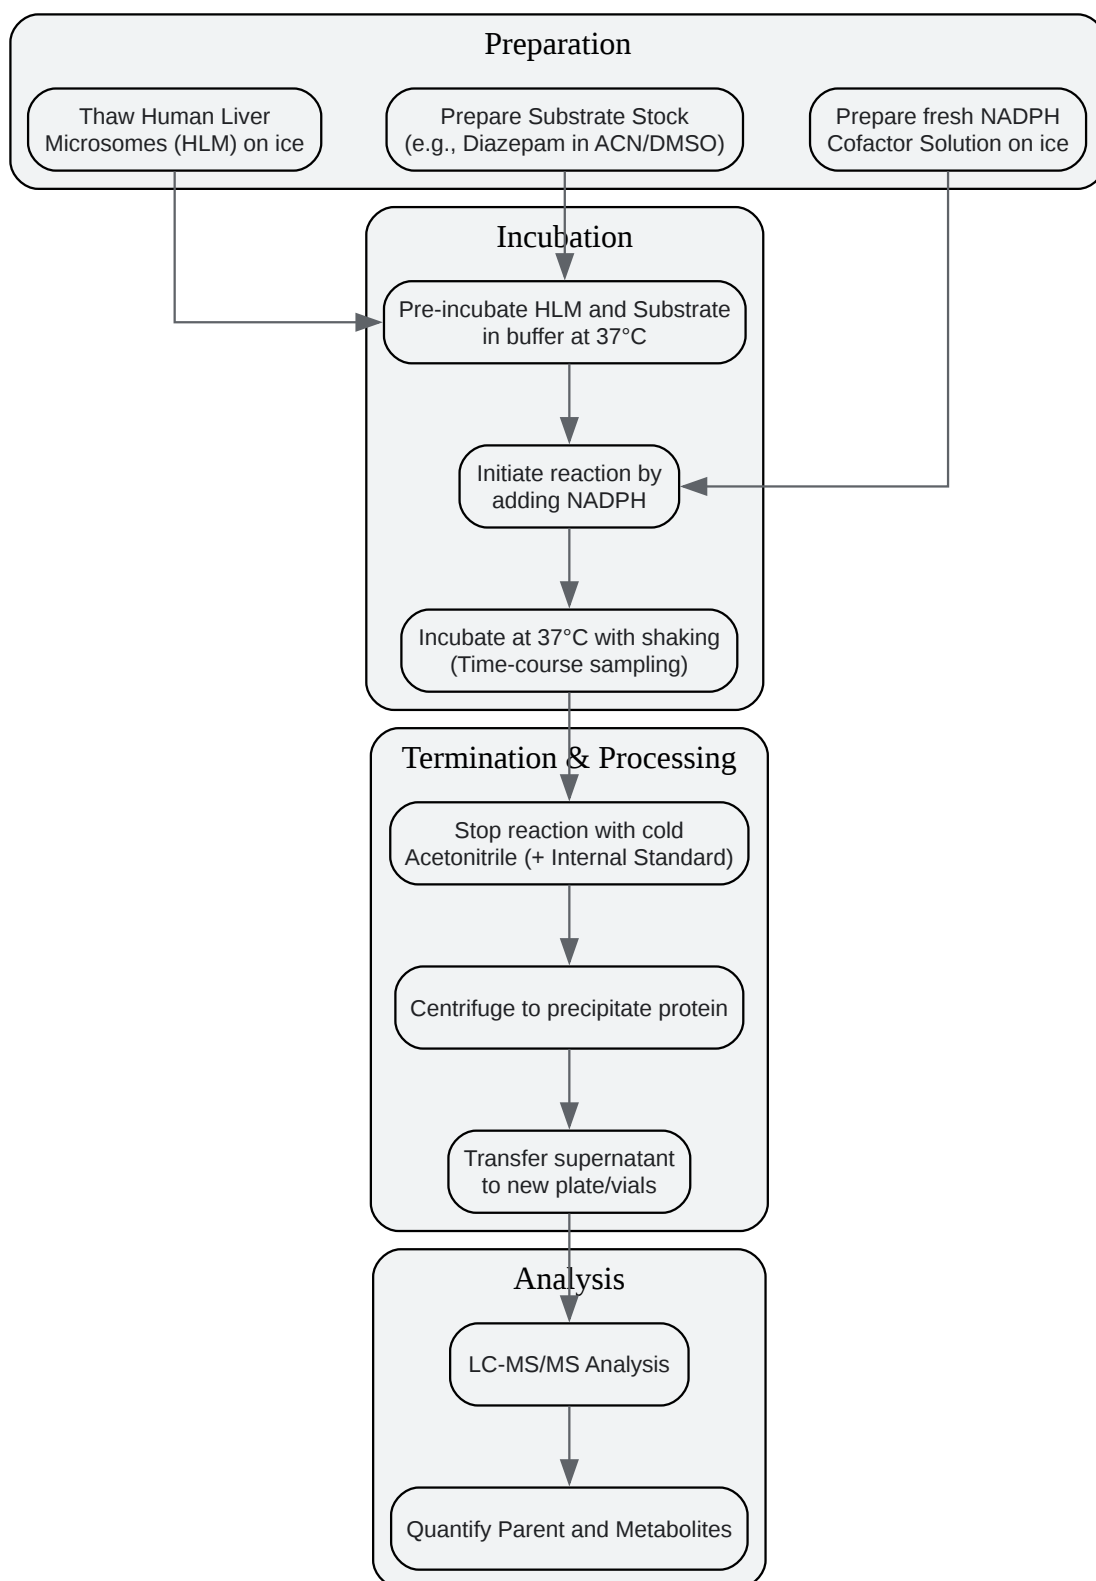 Preparation
Thaw Human Liver
Microsomes (HLM) on ice
Prepare Substrate Stock
(e.g., Diazepam in ACN/DMSO)
Prepare fresh NADPH
Cofactor Solution on ice
Incubation
Pre-incubate HLM and Substrate
in buffer at 37°C
Initiate reaction by
adding NADPH
Incubate at 37°C with shaking
(Time-course sampling)
Termination & Processing
Stop reaction with cold
Acetonitrile (+ Internal Standard)
Centrifuge to precipitate protein
Transfer supernatant
to new plate/vials
Analysis
LC-MS/MS Analysis
Quantify Parent and Metabolites